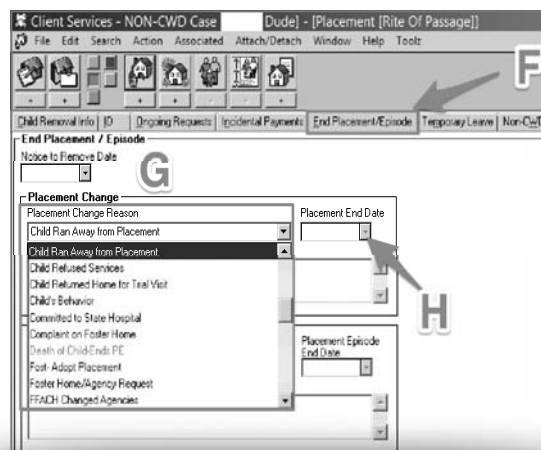 Client Services - NON-CWD Case Dude] - [Placement [Rite Of Passage]]
File Edit Search Action Associated Attach/Detach Window Help Toolz
F
Child Removal Info ID Ongoing Requests Incidental Payments End Placement/Episode Temporary Leave Non-CWD
End Placement / Episode
Notice to Remove Date
G
Placement Change
Placement Change Reason Placement End Date
Child Ran Away from Placement
Child Ran Away from Placement
Child Refused Services
Child Returned Home for Trial Visit
Child's Behavior
H
Committed to State Hospital
Complaint on Foster Home
Placement Episode
End Date
Death of Child-Ends PE
Fost- Adopt Placement
Foster Home/Agency Request
FFACH Changed Agencies